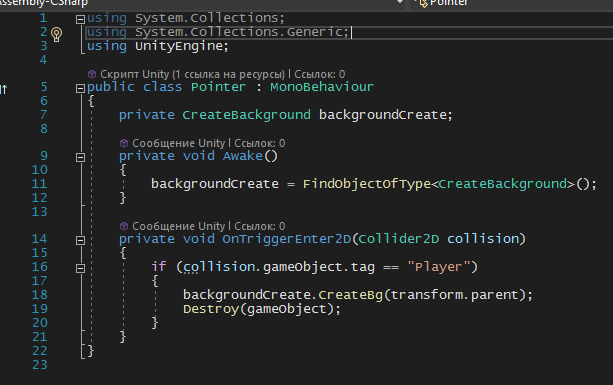 Assembly-CSharp Pointer
1 using System.Collections;
2 using System.Collections.Generic;
3 using UnityEngine;
4
Скрипт Unity (1 ссылка на ресурсы) | Ссылок: 0
5 public class Pointer : MonoBehaviour
6 {
7 private CreateBackground backgroundCreate;
8
Сообщение Unity | Ссылок: 0
9 private void Awake()
10 {
11 backgroundCreate = FindObjectOfType<CreateBackground>();
12 }
13
Сообщение Unity | Ссылок: 0
14 private void OnTriggerEnter2D(Collider2D collision)
15 {
16 if (collision.gameObject.tag == "Player")
17 {
18 backgroundCreate.CreateBg(transform.parent);
19 Destroy(gameObject);
20 }
21 }
22 }
23